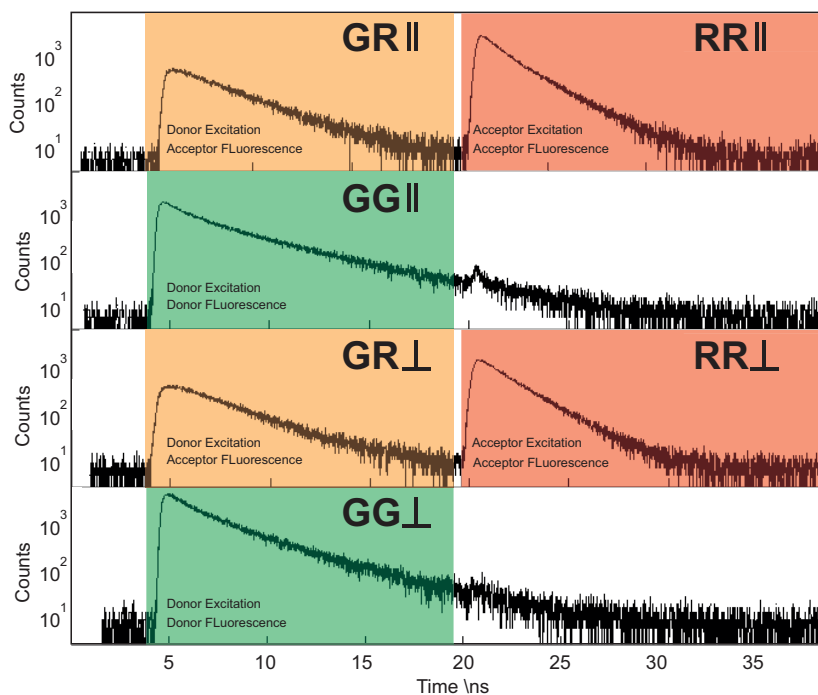 GR||
RR||
Counts
10³
10²
10¹
Donor Excitation
Acceptor FLuorescence
Acceptor Excitation
Acceptor FLuorescence
GG||
Counts
10³
10²
10¹
Donor Excitation
Donor FLuorescence
GR⊥
RR⊥
Counts
10³
10²
10¹
Donor Excitation
Acceptor FLuorescence
Acceptor Excitation
Acceptor FLuorescence
GG⊥
Counts
10³
10²
10¹
Donor Excitation
Donor FLuorescence
5 10 15 20 25 30 35
Time \ns